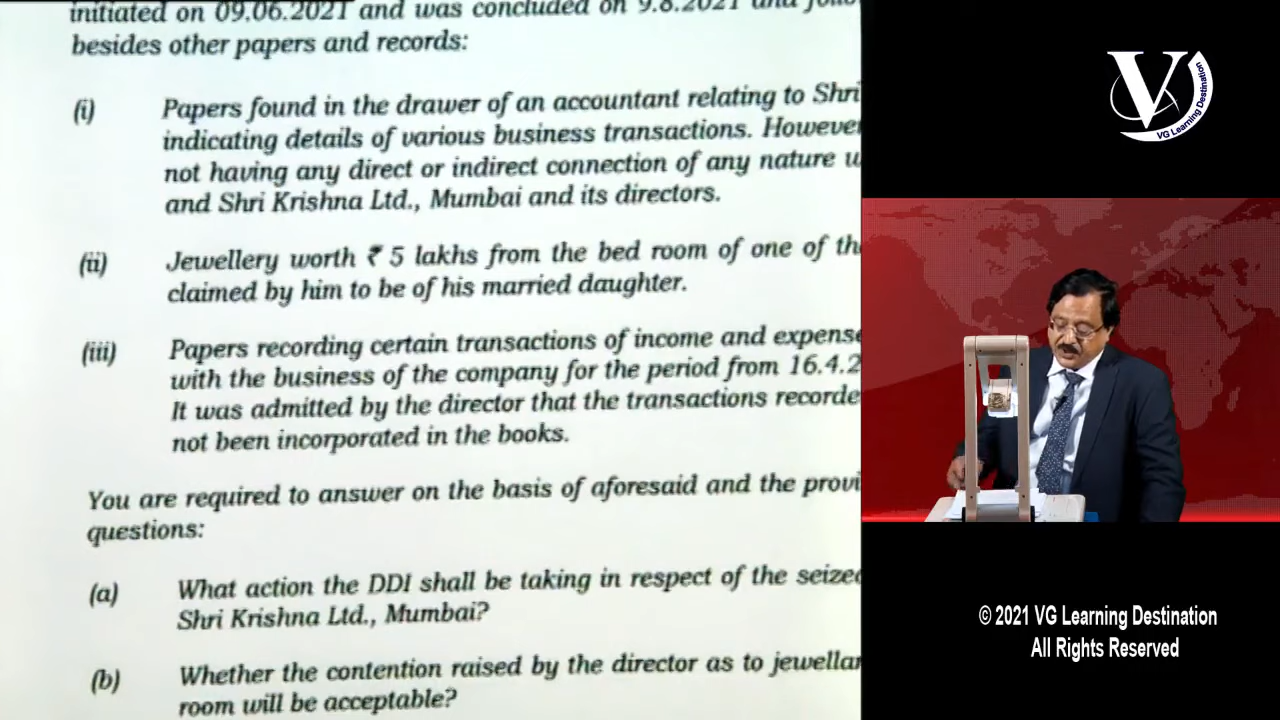 initiated on 09.06.2021 and was concluded on 9.8.2021 and
besides other papers and records:
(i) Papers found in the drawer of an accountant relating to Shri
indicating details of various business transactions. However
not having any direct or indirect connection of any nature
and Shri Krishna Ltd., Mumbai and its directors.
(ii) Jewellery worth ₹ 5 lakhs from the bed room of one of
claimed by him to be of his married daughter.
(iii) Papers recording certain transactions of income and
with the business of the company for the period from 16.4.2
It was admitted by the director that the transactions
not been incorporated in the books.
You are required to answer on the basis of aforesaid and the
questions:
(a) What action the DDI shall be taking in respect of the
Shri Krishna Ltd., Mumbai?
(b) Whether the contention raised by the director as to
room will be acceptable?
V
VG Learning Destination
© 2021 VG Learning Destination
All Rights Reserved